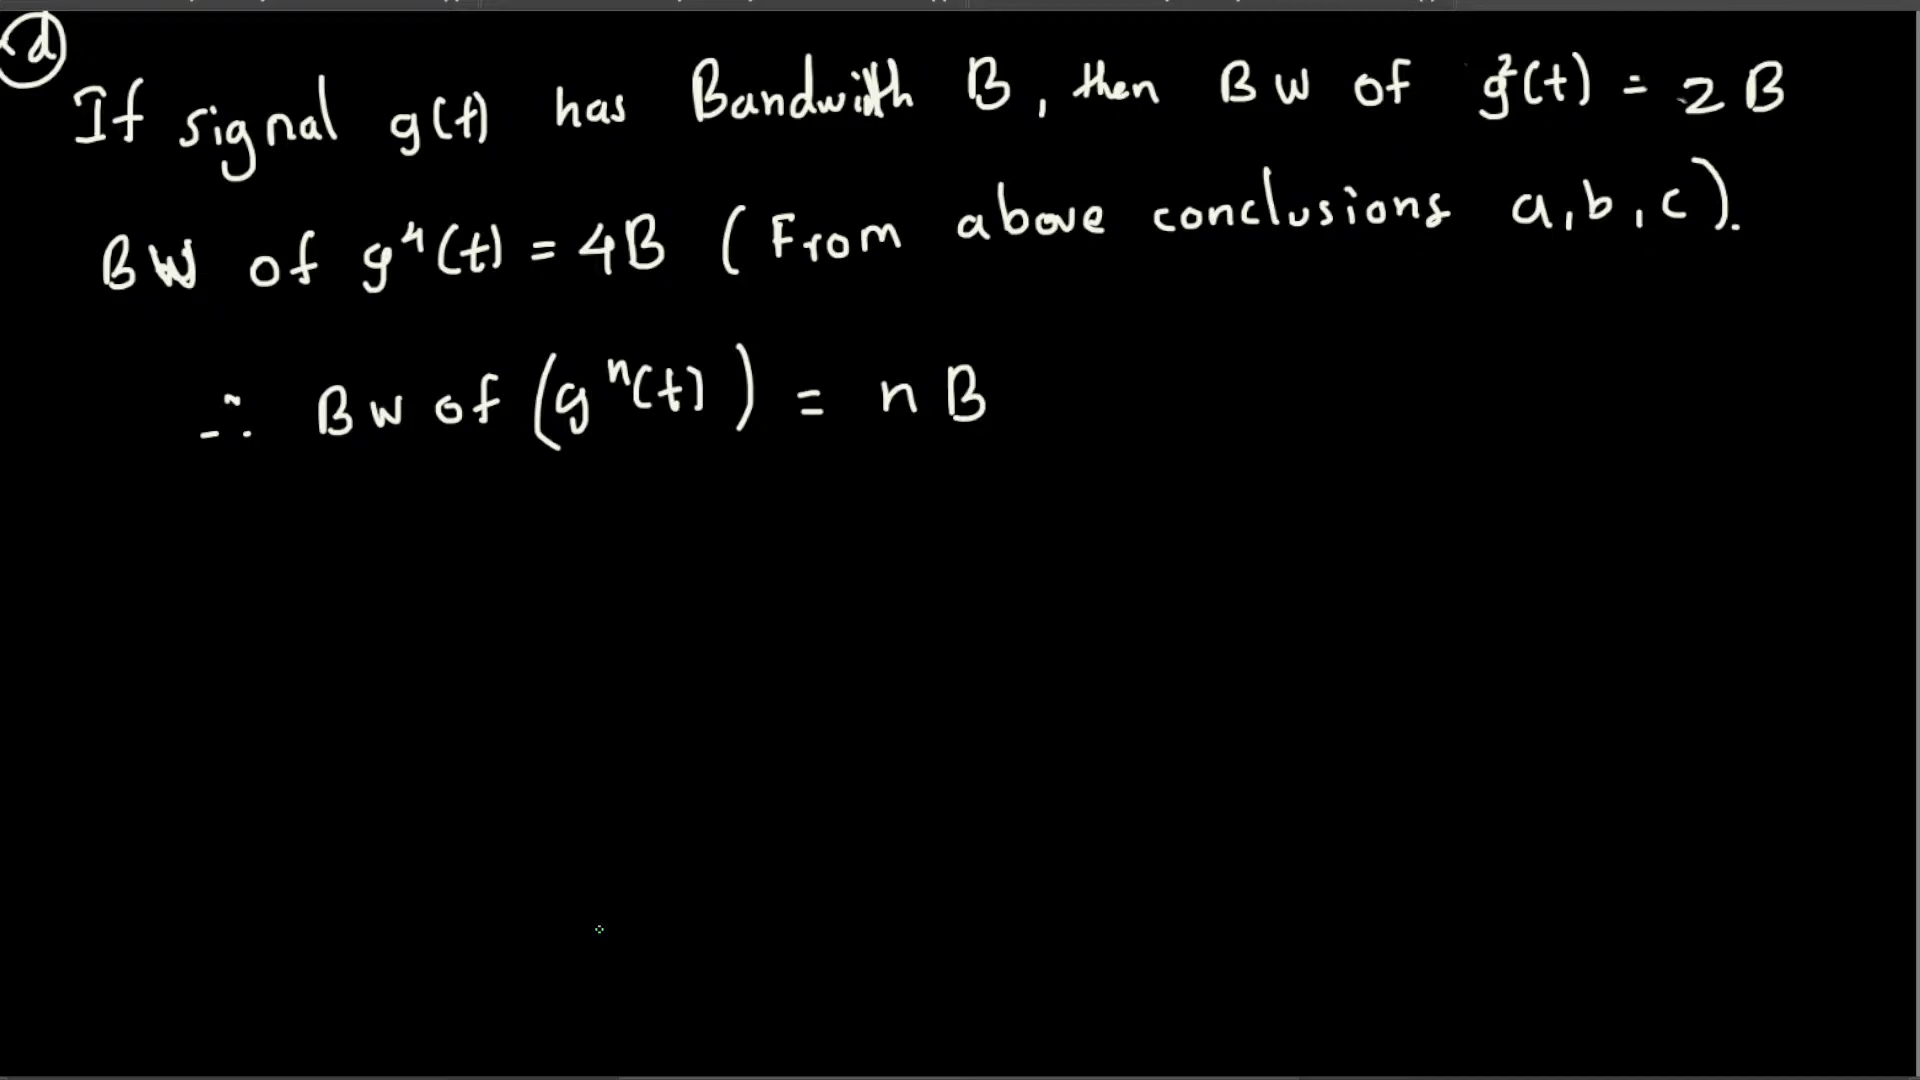 d
If signal g(t) has Bandwidth B, then BW of g²(t) = 2B
BW of g⁴(t) = 4B (From above conclusions a,b,c).
∴ BW of (gⁿ(t)) = nB